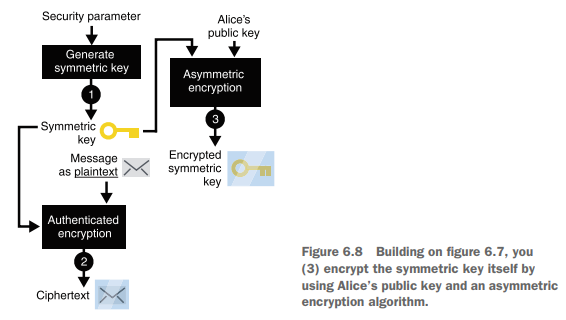 Security parameter
Generate
symmetric key
1
Symmetric
key
Message
as plaintext
Authenticated
encryption
2
Ciphertext
Alice's
public key
Asymmetric
encryption
3
Encrypted
symmetric
key
Figure 6.8 Building on figure 6.7, you
(3) encrypt the symmetric key itself by
using Alice's public key and an asymmetric
encryption algorithm.